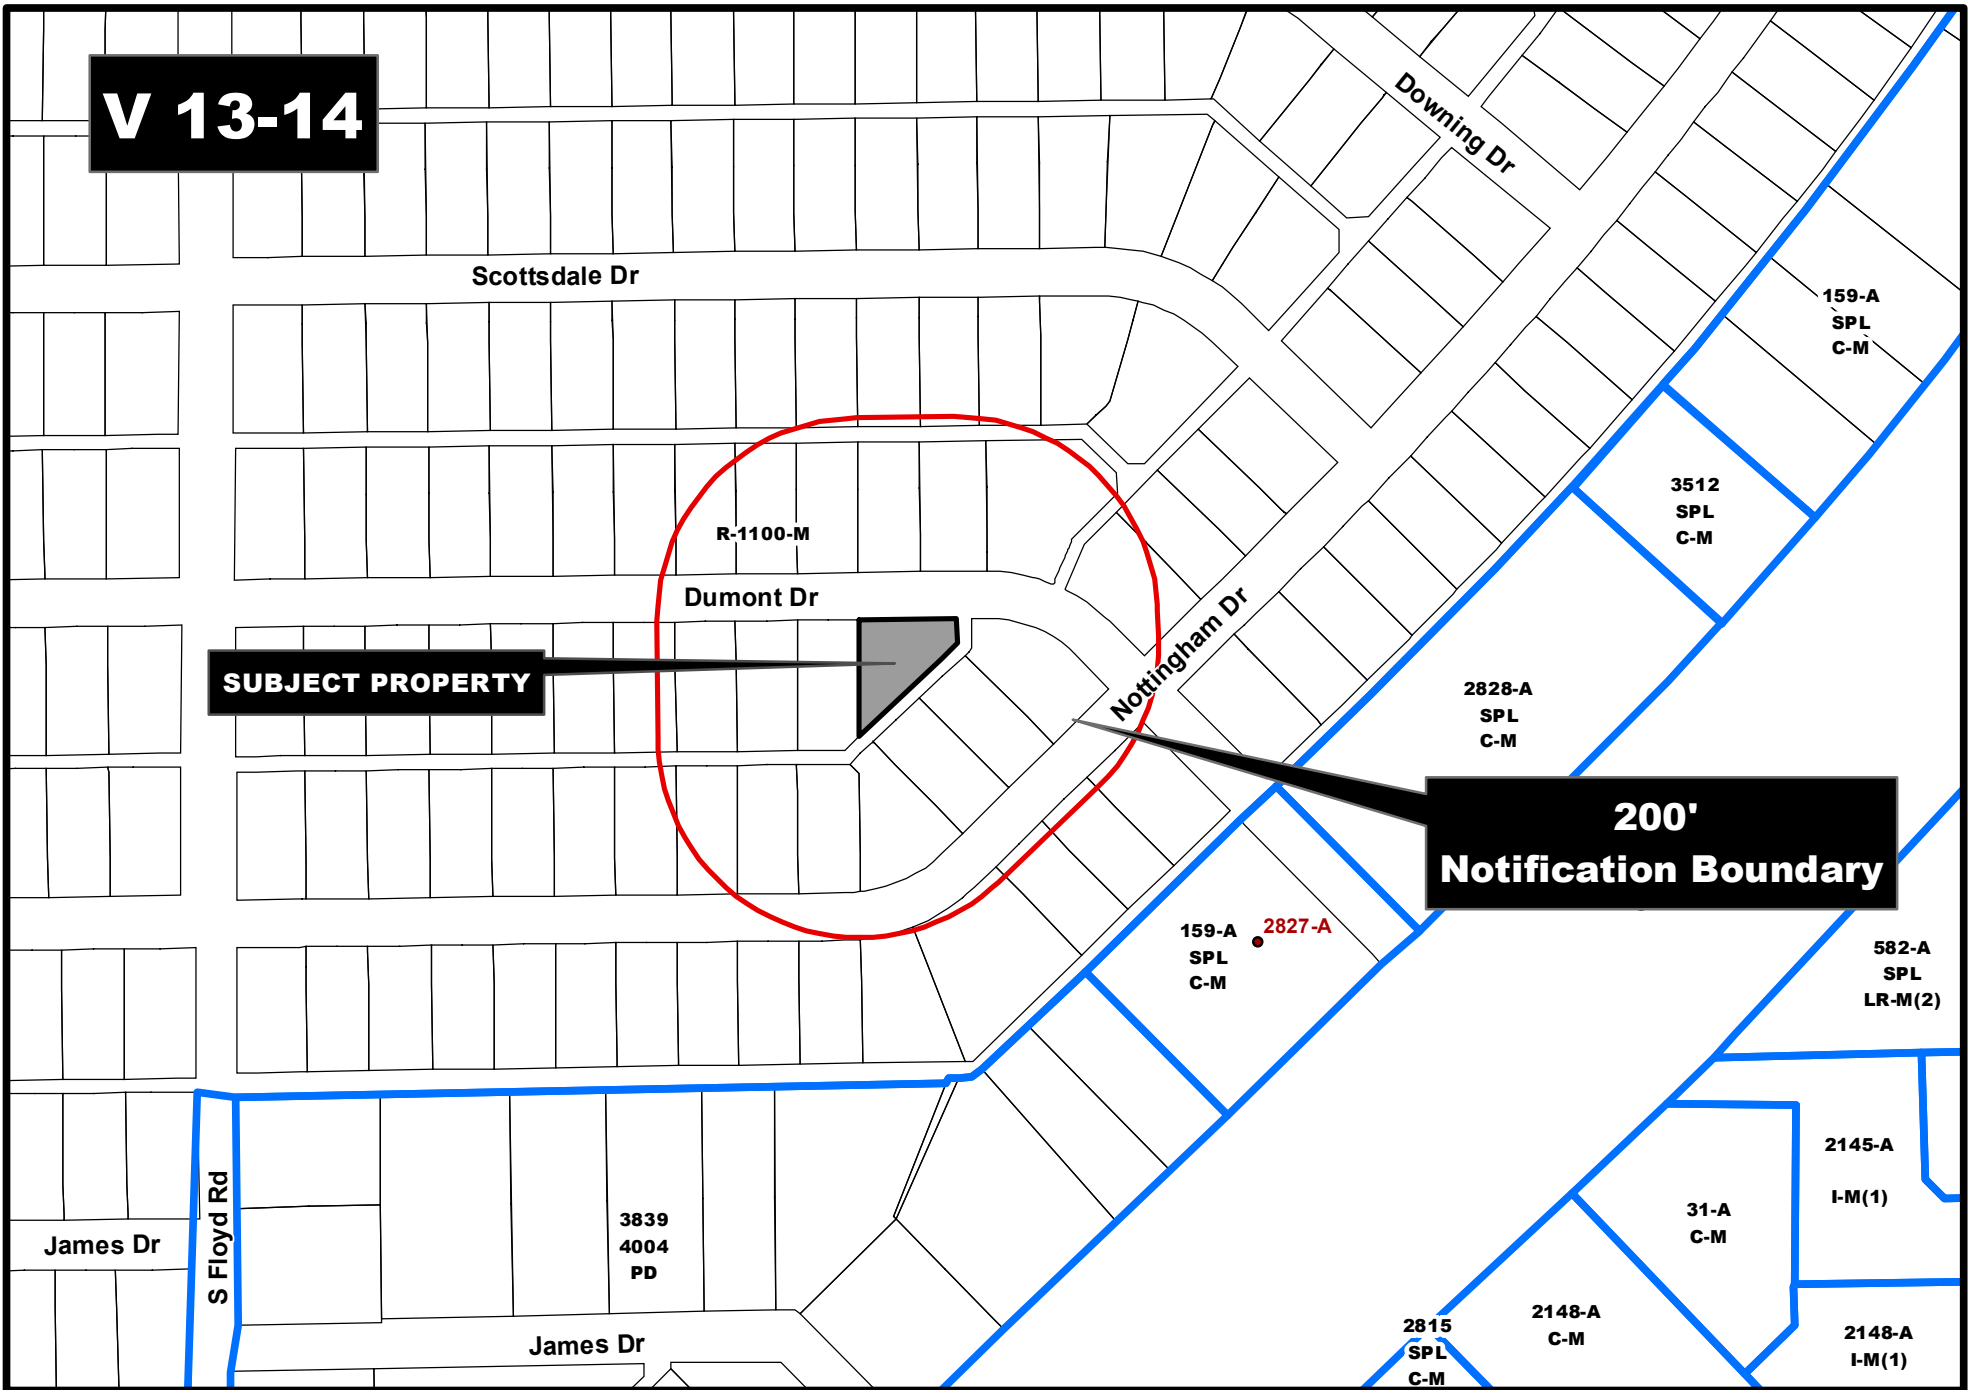 V 13-14
Downing Dr
Scottsdale Dr
159-A
SPL
C-M
3512
SPL
C-M
R-1100-M
Dumont Dr
Nottingham Dr
SUBJECT PROPERTY
2828-A
SPL
C-M
200'
Notification Boundary
159-A
SPL
C-M
2827-A
582-A
SPL
LR-M(2)
2145-A
I-M(1)
31-A
C-M
S Floyd Rd
James Dr
3839
4004
PD
James Dr
2815
SPL
C-M
2148-A
C-M
2148-A
I-M(1)